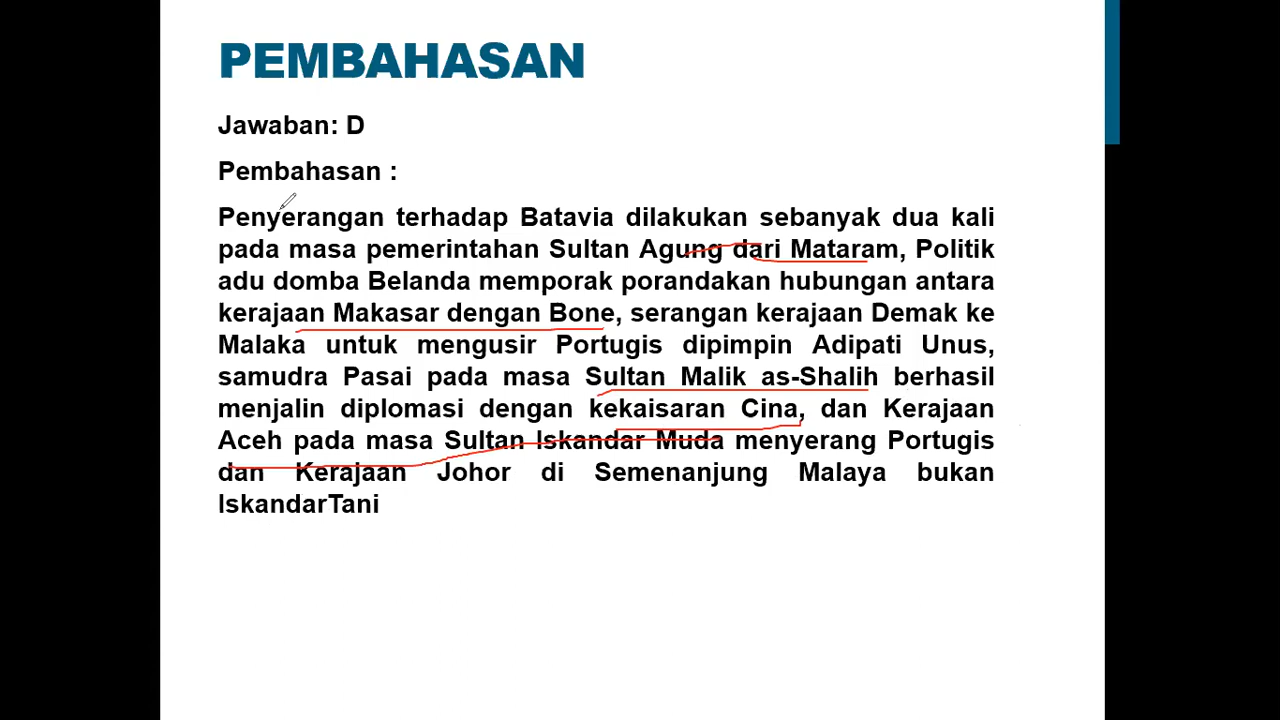 PEMBAHASAN
Jawaban: D
Pembahasan :
Penyerangan terhadap Batavia dilakukan sebanyak dua kali
pada masa pemerintahan Sultan Agung dari Mataram, Politik
adu domba Belanda memporak porandakan hubungan antara
kerajaan Makasar dengan Bone, serangan kerajaan Demak ke
Malaka untuk mengusir Portugis dipimpin Adipati Unus,
samudra Pasai pada masa Sultan Malik as-Shalih berhasil
menjalin diplomasi dengan kekaisaran Cina, dan Kerajaan
Aceh pada masa Sultan Iskandar Muda menyerang Portugis
dan Kerajaan Johor di Semenanjung Malaya bukan
IskandarTani